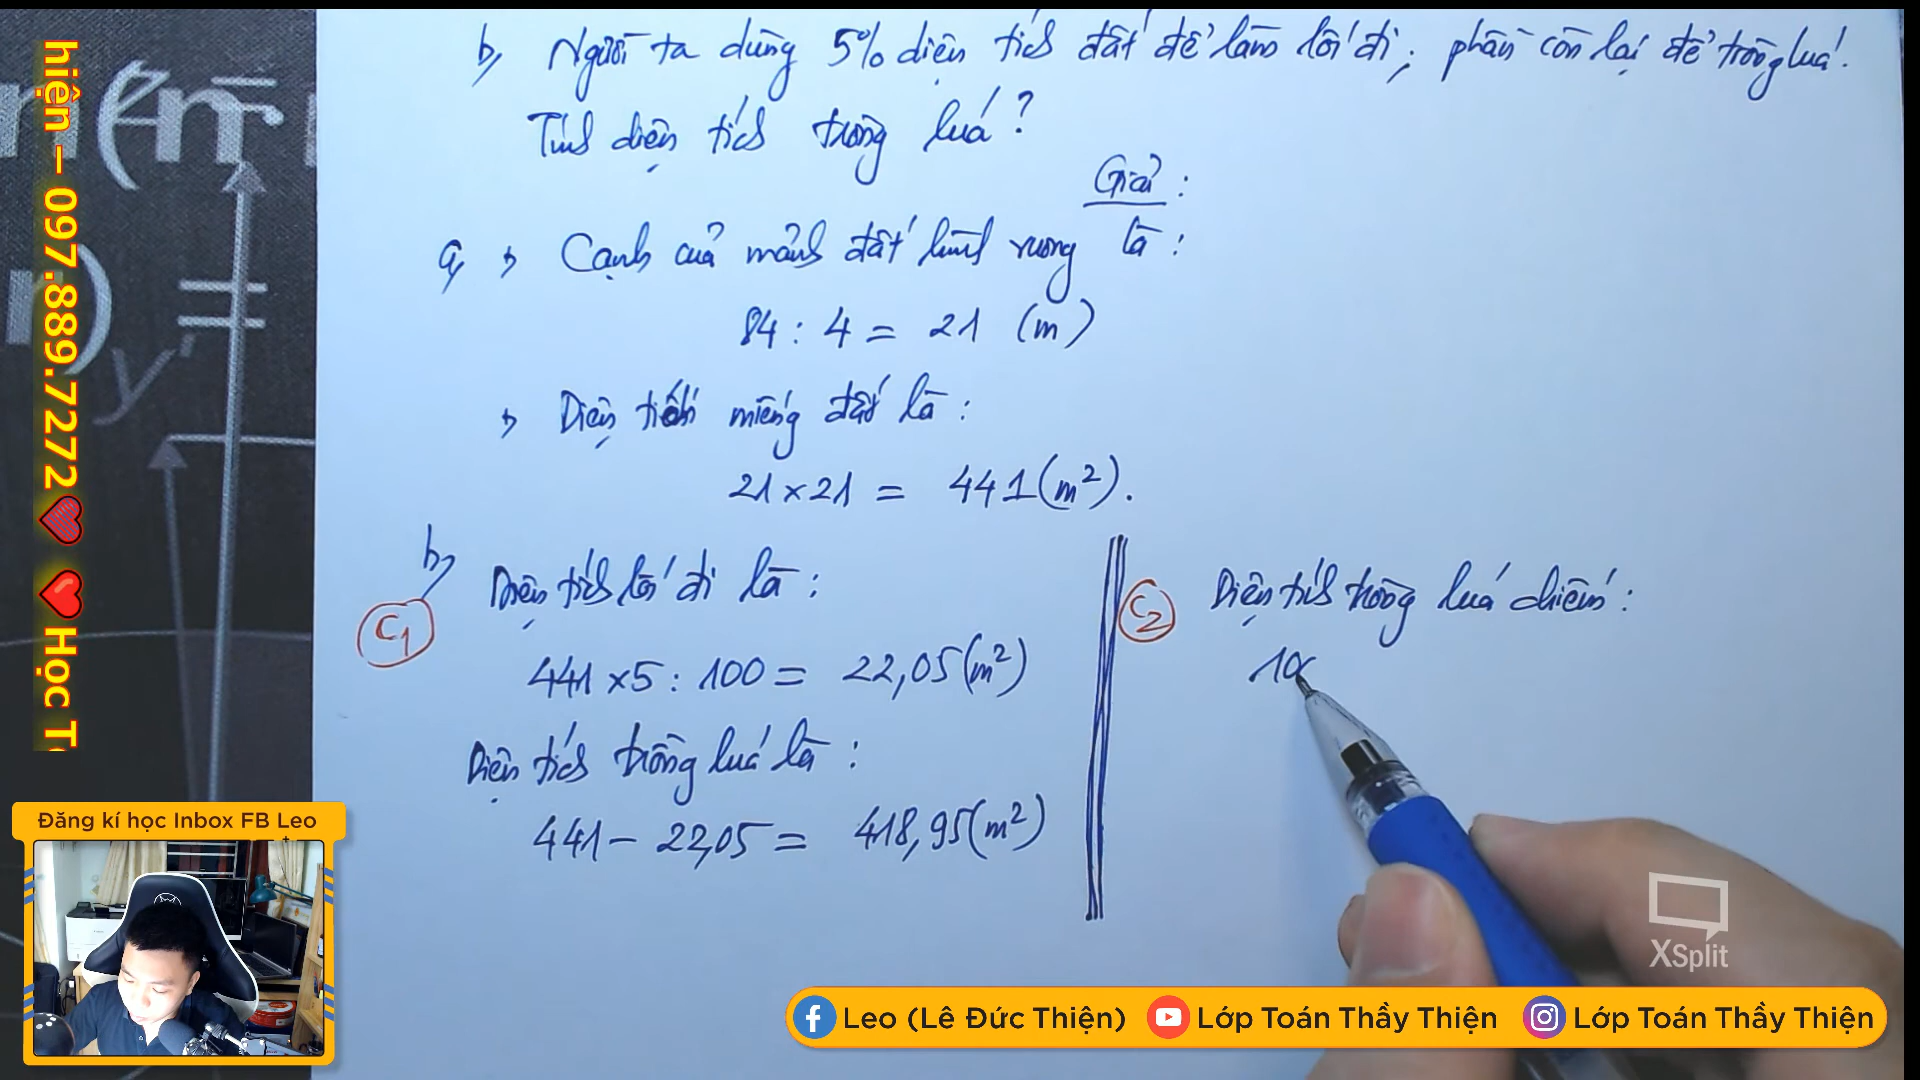 b, Người ta dùng 5% diện tích đất để làm lối đi, phần còn lại để trồng lúa.
Tính diện tích trồng lúa?
Giải:
a, Cạnh của mảnh đất hình vuông là:
84 : 4 = 21 (m)
Diện tích miếng đất là:
21 x 21 = 441 (m²).
b,
C1
Diện tích lối đi là:
441 x 5 : 100 = 22,05 (m²)
Diện tích trồng lúa là:
441 - 22,05 = 418,95 (m²)
C2
Diện tích trồng lúa chiếm:
10
hiện – 097.889.7272❤️ ❤️Học T
Đăng kí học Inbox FB Leo
XSplit
Leo (Lê Đức Thiện) Lớp Toán Thầy Thiện Lớp Toán Thầy Thiện